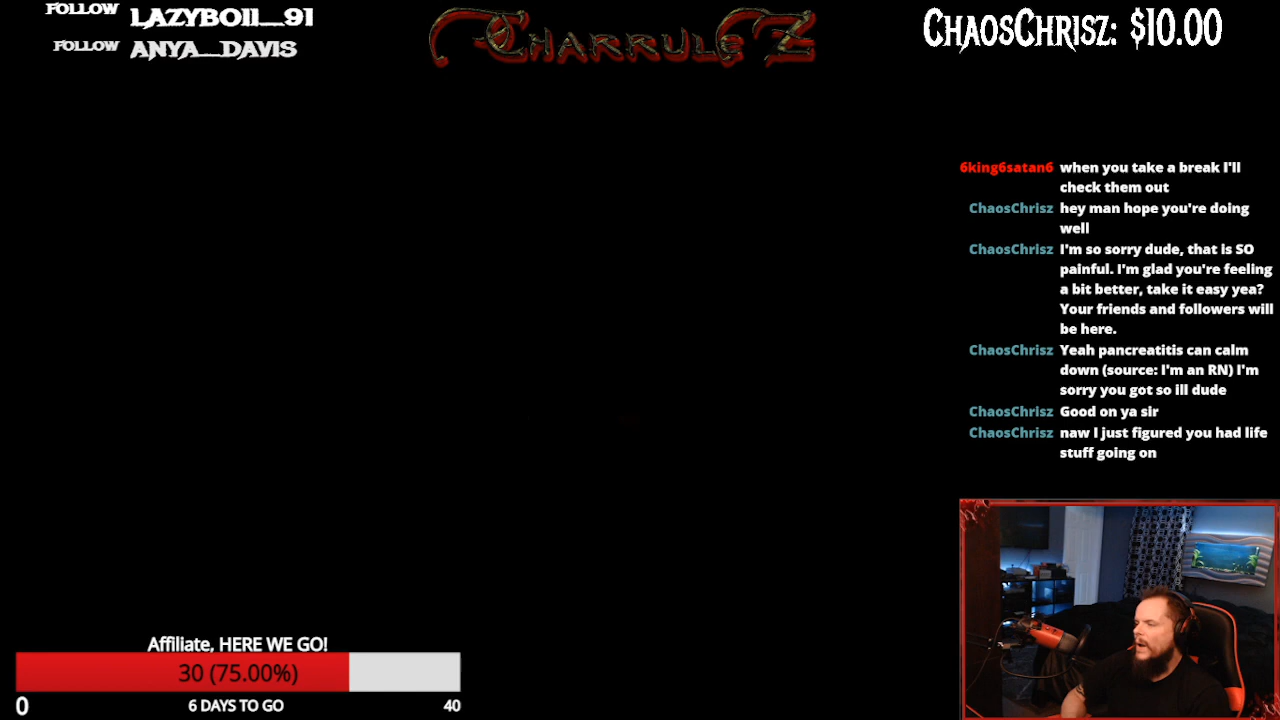 FOLLOW LAZYBOII_91
FOLLOW ANYA_DAVIS
CHARRULEZ
CHAOSCHRISZ: $10.00
6king6satan6 when you take a break I'll
check them out
ChaosChrisz hey man hope you're doing
well
ChaosChrisz I'm so sorry dude, that is SO
painful. I'm glad you're feeling
a bit better, take it easy yea?
Your friends and followers will
be here.
ChaosChrisz Yeah pancreatitis can calm
down (source: I'm an RN) I'm
sorry you got so ill dude
ChaosChrisz Good on ya sir
ChaosChrisz naw I just figured you had life
stuff going on
Affiliate, HERE WE GO!
30 (75.00%)
0 6 DAYS TO GO 40